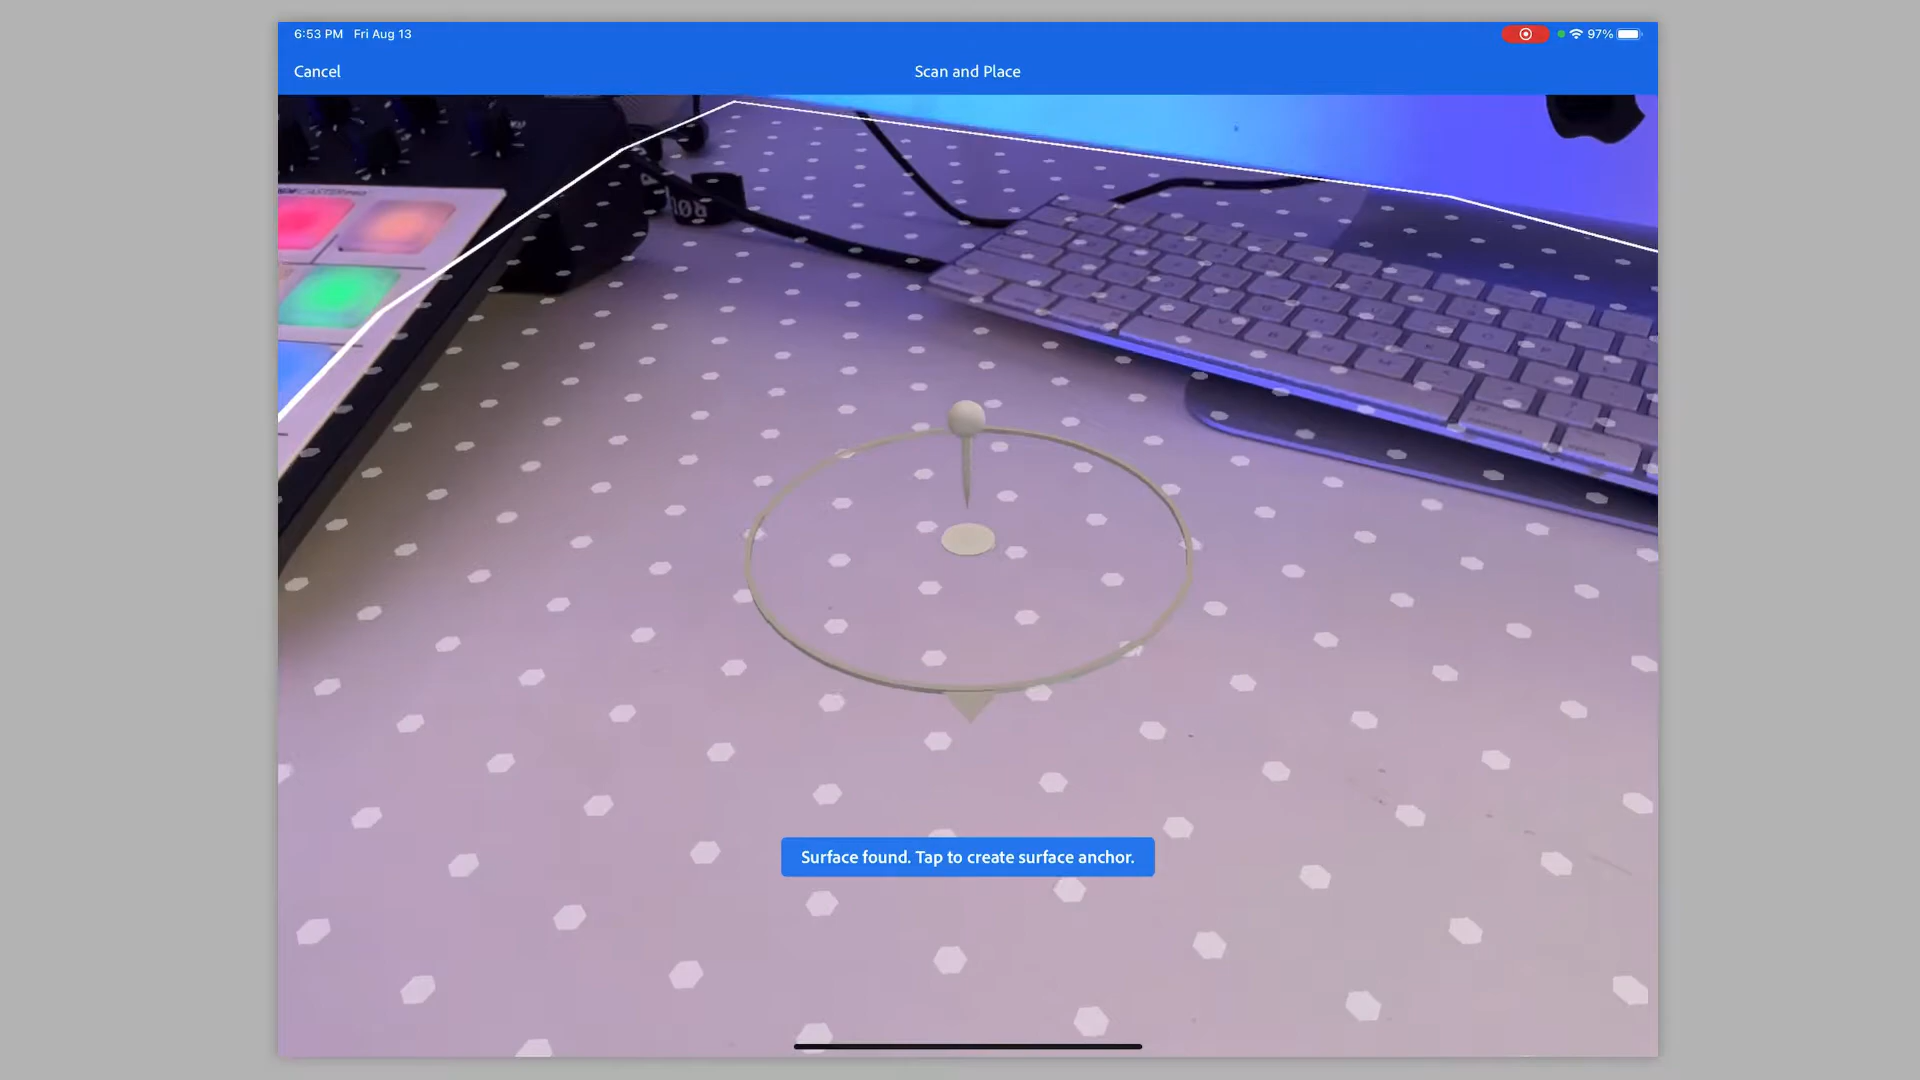 6:53 PM Fri Aug 13
97%
Cancel
Scan and Place
Surface found. Tap to create surface anchor.